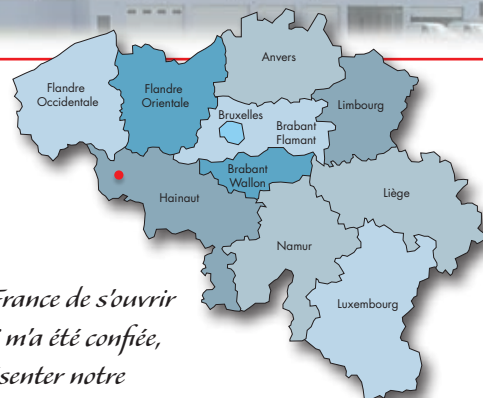 Anvers
Flandre
Occidentale
Flandre
Orientale
Limbourg
Bruxelles
Brabant
Flamant
Brabant
Wallon
Hainaut
Liège
Namur
Luxembourg
France de s'ouvrir
m'a été confiée,
senter notre